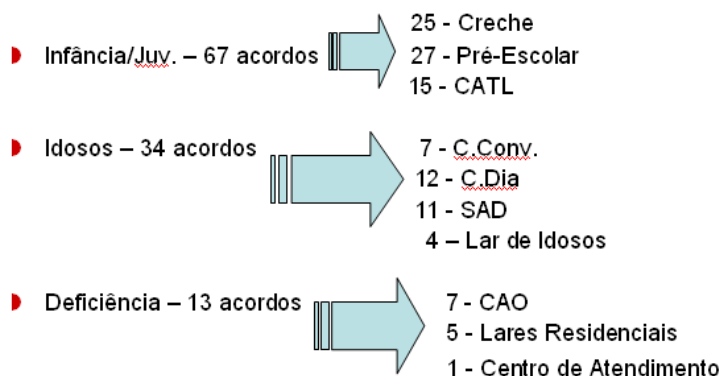 Infância/Juv. – 67 acordos
25 - Creche
27 - Pré-Escolar
15 - CATL
Idosos – 34 acordos
7 - C.Conv.
12 - C.Dia
11 - SAD
4 – Lar de Idosos
Deficiência – 13 acordos
7 - CAO
5 - Lares Residenciais
1 - Centro de Atendimento